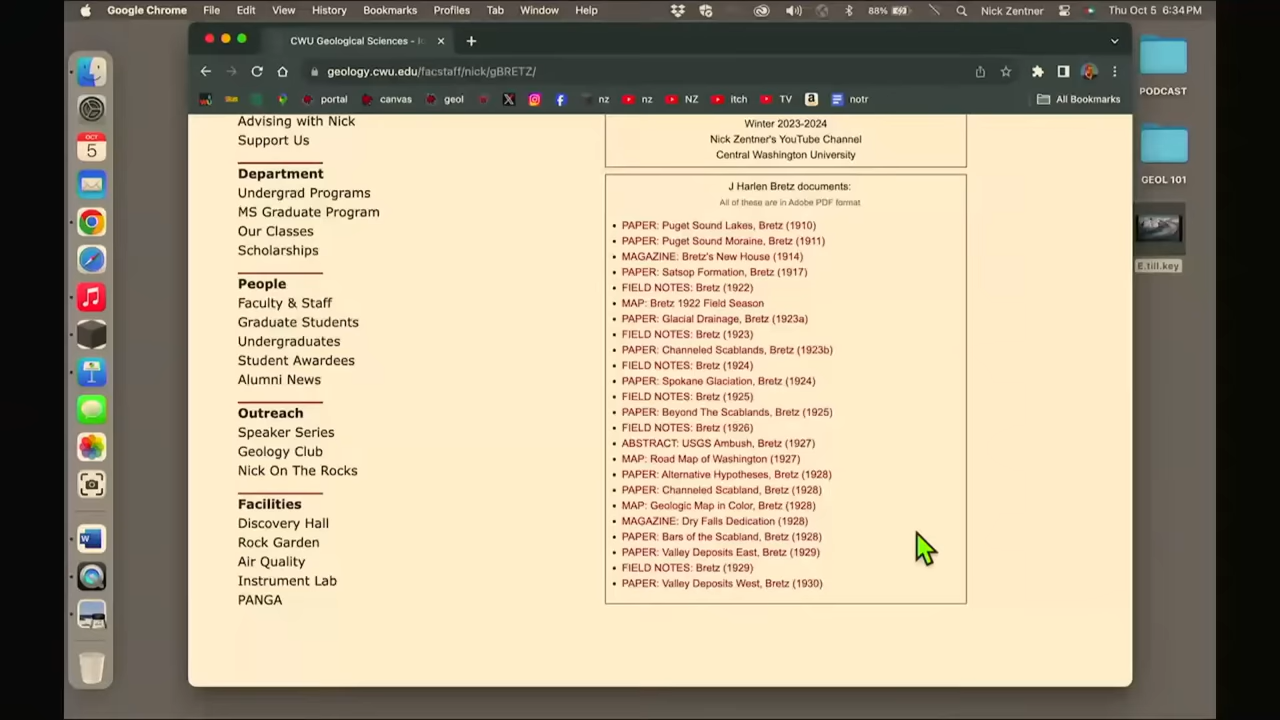 Google Chrome File Edit View History Bookmarks Profiles Tab Window Help 88% Nick Zentner Thu Oct 5 6:34 PM
CWU Geological Sciences -
geology.cwu.edu/facstaff/nick/gBRETZ/
portal canvas geol nz nz NZ itch TV notr All Bookmarks
PODCAST
GEOL 101
E.till.key
OCT
5
Advising with Nick
Support Us
Department
Undergrad Programs
MS Graduate Program
Our Classes
Scholarships
People
Faculty & Staff
Graduate Students
Undergraduates
Student Awardees
Alumni News
Outreach
Speaker Series
Geology Club
Nick On The Rocks
Facilities
Discovery Hall
Rock Garden
Air Quality
Instrument Lab
PANGA
Winter 2023-2024
Nick Zentner's YouTube Channel
Central Washington University
J Harlen Bretz documents:
All of these are in Adobe PDF format
• PAPER: Puget Sound Lakes, Bretz (1910)
• PAPER: Puget Sound Moraine, Bretz (1911)
• MAGAZINE: Bretz's New House (1914)
• PAPER: Satsop Formation, Bretz (1917)
• FIELD NOTES: Bretz (1922)
• MAP: Bretz 1922 Field Season
• PAPER: Glacial Drainage, Bretz (1923a)
• FIELD NOTES: Bretz (1923)
• PAPER: Channeled Scablands, Bretz (1923b)
• FIELD NOTES: Bretz (1924)
• PAPER: Spokane Glaciation, Bretz (1924)
• FIELD NOTES: Bretz (1925)
• PAPER: Beyond The Scablands, Bretz (1925)
• FIELD NOTES: Bretz (1926)
• ABSTRACT: USGS Ambush, Bretz (1927)
• MAP: Road Map of Washington (1927)
• PAPER: Alternative Hypotheses, Bretz (1928)
• PAPER: Channeled Scabland, Bretz (1928)
• MAP: Geologic Map in Color, Bretz (1928)
• MAGAZINE: Dry Falls Dedication (1928)
• PAPER: Bars of the Scabland, Bretz (1928)
• PAPER: Valley Deposits East, Bretz (1929)
• FIELD NOTES: Bretz (1929)
• PAPER: Valley Deposits West, Bretz (1930)